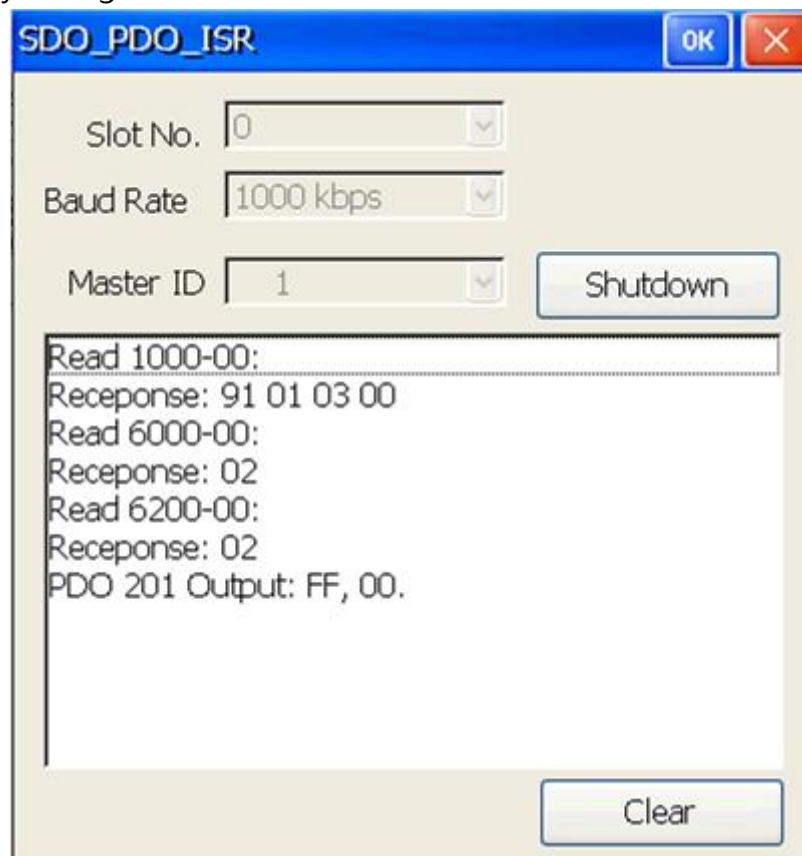 SDO_PDO_ISR OK
Slot No. 0
Baud Rate 1000 kbps
Master ID 1 Shutdown
Read 1000-00:
Receponse: 91 01 03 00
Read 6000-00:
Receponse: 02
Read 6200-00:
Receponse: 02
PDO 201 Output: FF, 00.
Clear